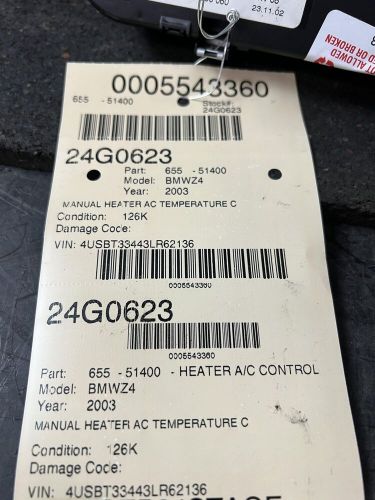 23.11.02
0005543360
655 - 51400
Stock#:
24G0623
24G0623
Part: 655 - 51400
Model: BMWZ4
Year: 2003
MANUAL HEATER AC TEMPERATURE C
Condition: 126K
Damage Code:
VIN: 4USBT33443LR62136
0005543360
24G0623
0005543360
Part: 655 - 51400 - HEATER A/C CONTROL
Model: BMWZ4
Year: 2003
MANUAL HEATER AC TEMPERATURE C
Condition: 126K
Damage Code:
VIN: 4USBT33443LR62136